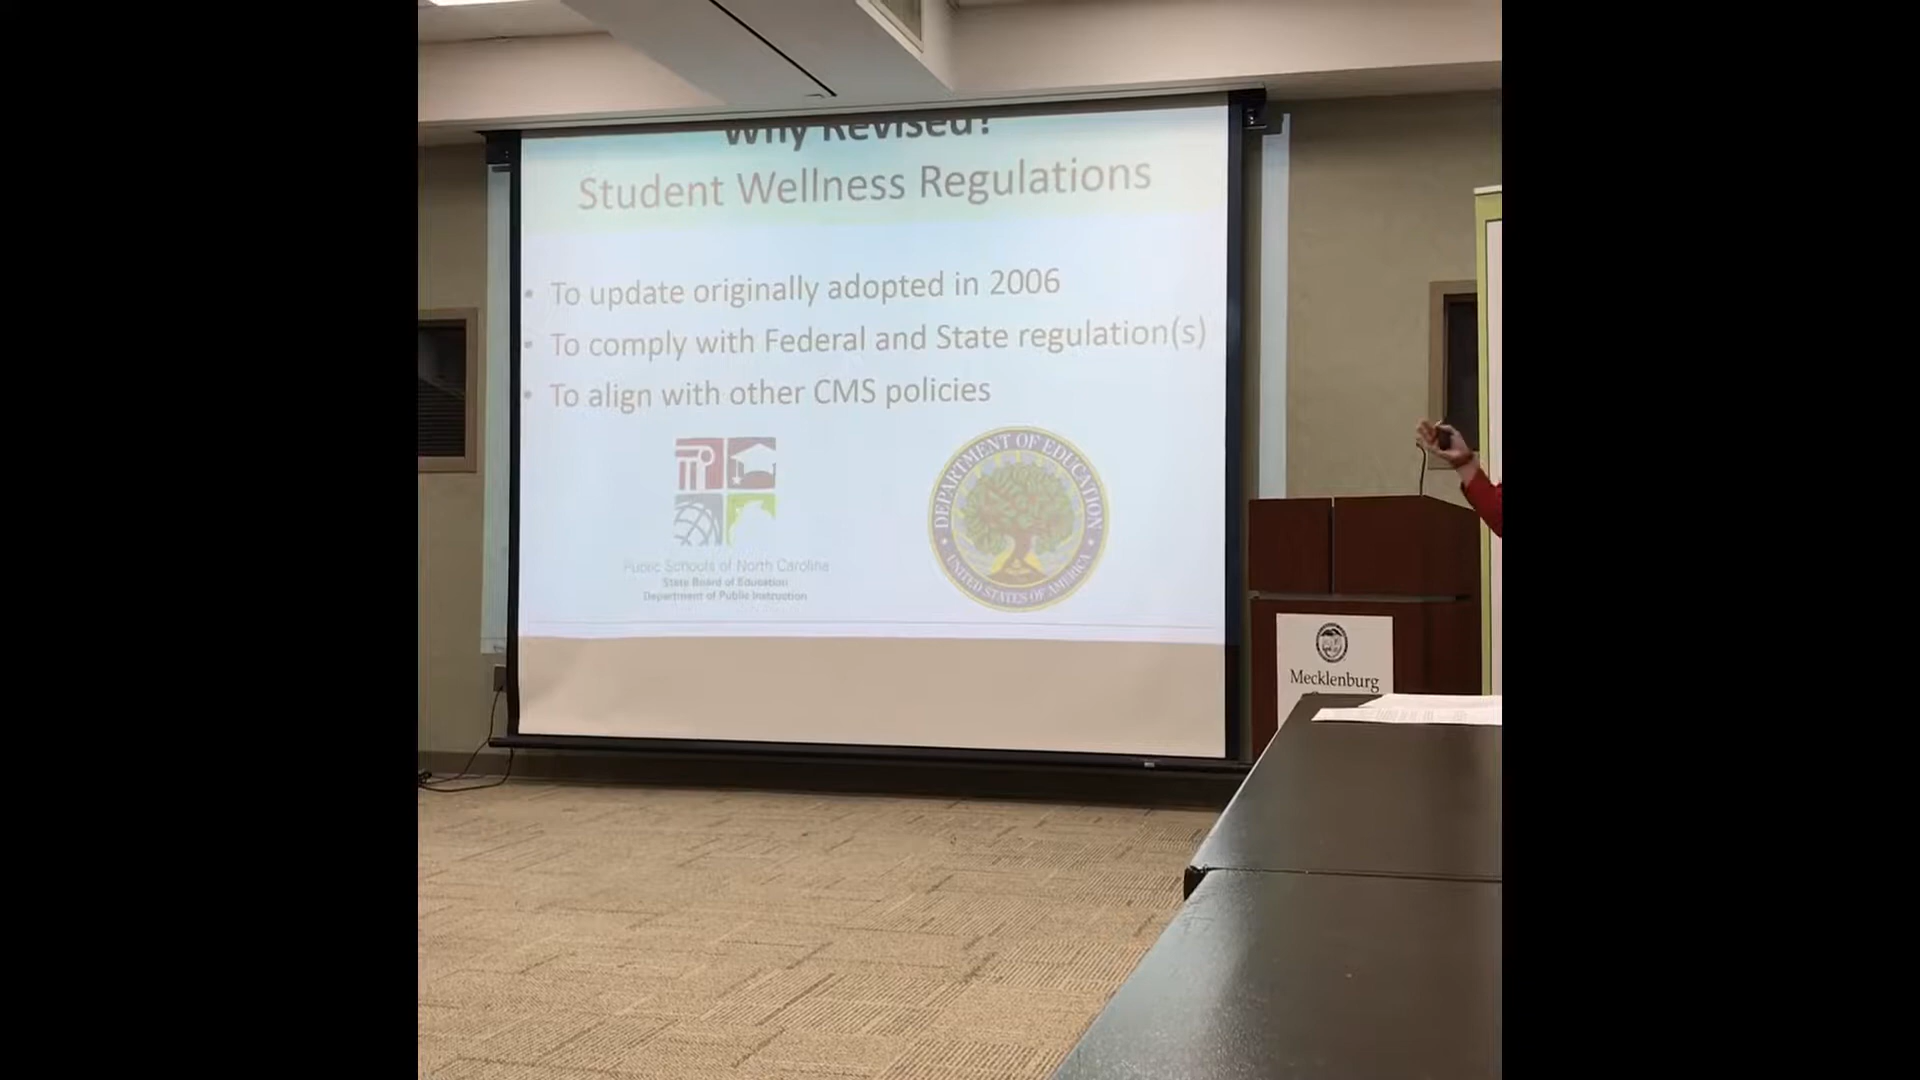 Why Revised?
Student Wellness Regulations
• To update originally adopted in 2006
• To comply with Federal and State regulation(s)
• To align with other CMS policies
Public Schools of North Carolina
State Board of Education
Department of Public Instruction
DEPARTMENT OF EDUCATION
UNITED STATES OF AMERICA
Mecklenburg